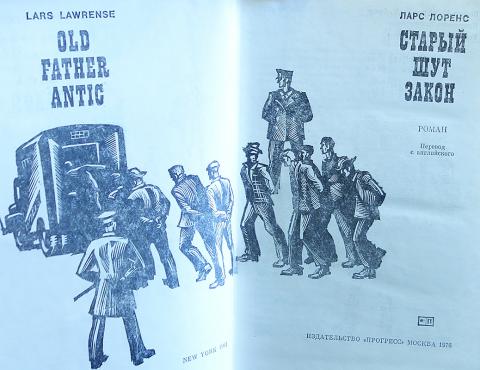 LARS LAWRENSE
OLD
FATHER
ANTIC
NEW YORK 1961
ЛАРС ЛОРЕНС
СТАРЫЙ
ШУТ
ЗАКОН
РОМАН
Перевод
с английского
ИЗДАТЕЛЬСТВО «ПРОГРЕСС» МОСКВА 1976